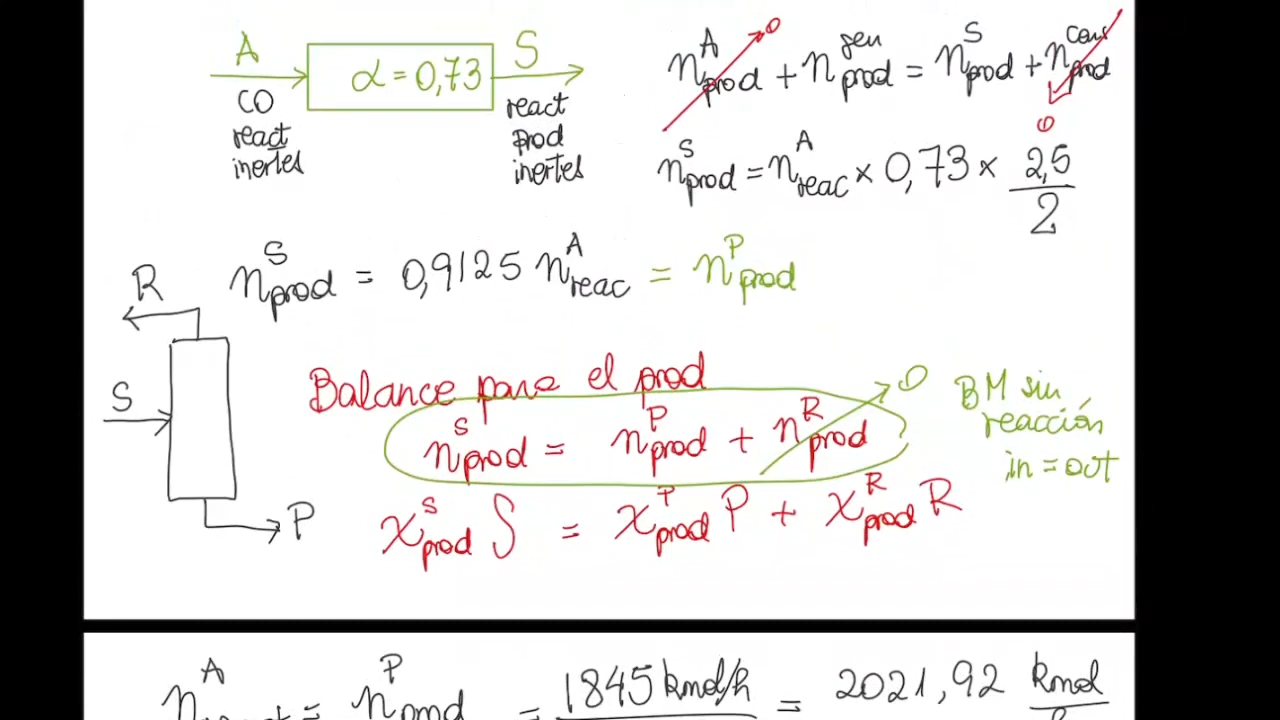 A α = 0,73 S
CO
react
inertes
react
prod
inertes
n^A_prod + n^gen_prod = n^S_prod + n^cons_prod
0 0
n^S_prod = n^A_reac × 0,73 × 2,5/2
n^S_prod = 0,9125 n^A_reac = n^P_prod
R
S
P
Balance para el prod
n^S_prod = n^P_prod + n^R_prod 0
BM sin
reacción
in = out
x^S_prod S = x^P_prod P + x^R_prod R
n^A = n^P = 1845 kmol/h = 2021,92 kmol